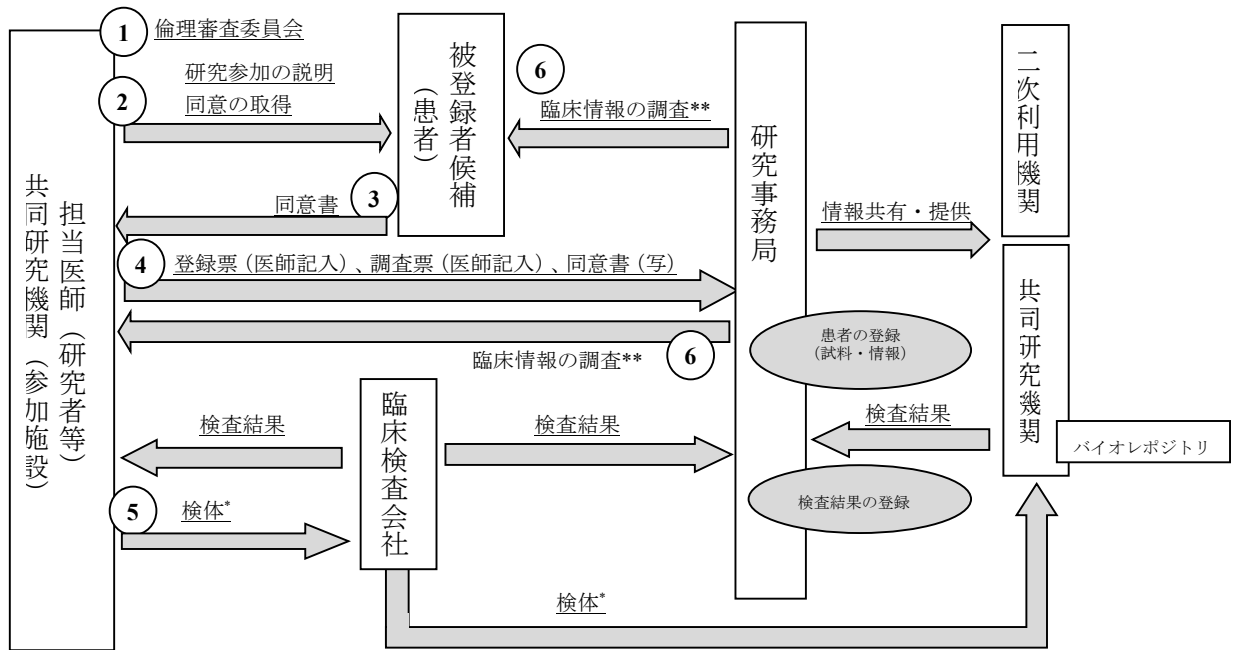 1 倫理審査委員会
研究参加の説明
2 同意の取得
被登録者候補
（患者）
6
臨床情報の調査**
研究事務局
二次利用機関
担当医師（研究者等）
共同研究機関（参加施設）
3
同意書
情報共有・提供
4 登録票（医師記入）、調査票（医師記入）、同意書（写）
臨床情報の調査** 6
患者の登録
（試料・情報）
共同研究機関
バイオレポジトリ
臨床検査会社
検査結果
検査結果
検査結果
検査結果の登録
5 検体*
検体*